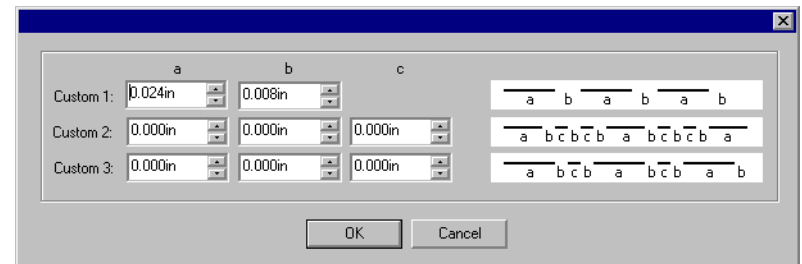 a b c
Custom 1: 0.024in 0.008in a b a b a b
Custom 2: 0.000in 0.000in 0.000in a b c b c b a b c b c b a
Custom 3: 0.000in 0.000in 0.000in a b c b a b c b a b
OK Cancel